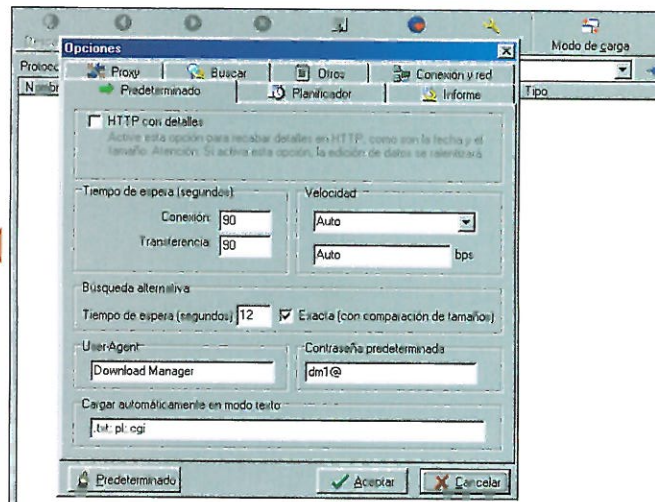 Modo de carga
Opciones
Tipo
Proxy
Buscar
Otros
Conexión y red
Predeterminado
Planificador
Informe
HTTP con detalles
Active esta opción para recabar detalles en HTTP, como son la fecha y el
tamaño. Atención. Si activa esta opción, la edición de datos se ralentizará
Tiempo de espera (segundos)
Conexión: 90
Transferencia: 90
Velocidad
Auto
Auto bps
Búsqueda alternativa
Tiempo de espera (segundos) 12 Exacta (con comparación de tamaños)
User-Agent
Download Manager
Contraseña predeterminada
dm1@
Cargar automáticamente en modo texto
.txt: pl: cgi
Predeterminado
Aceptar
Cancelar